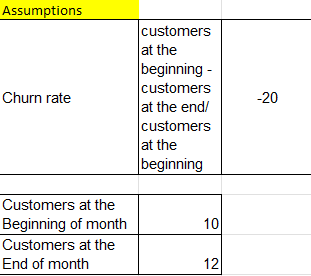 Assumptions
customers
at the
beginning -
customers
Churn rate
at the end/
-20
customers
at the
beginning
Customers at the
Beginning of month
10
Customers at the
End of month
12